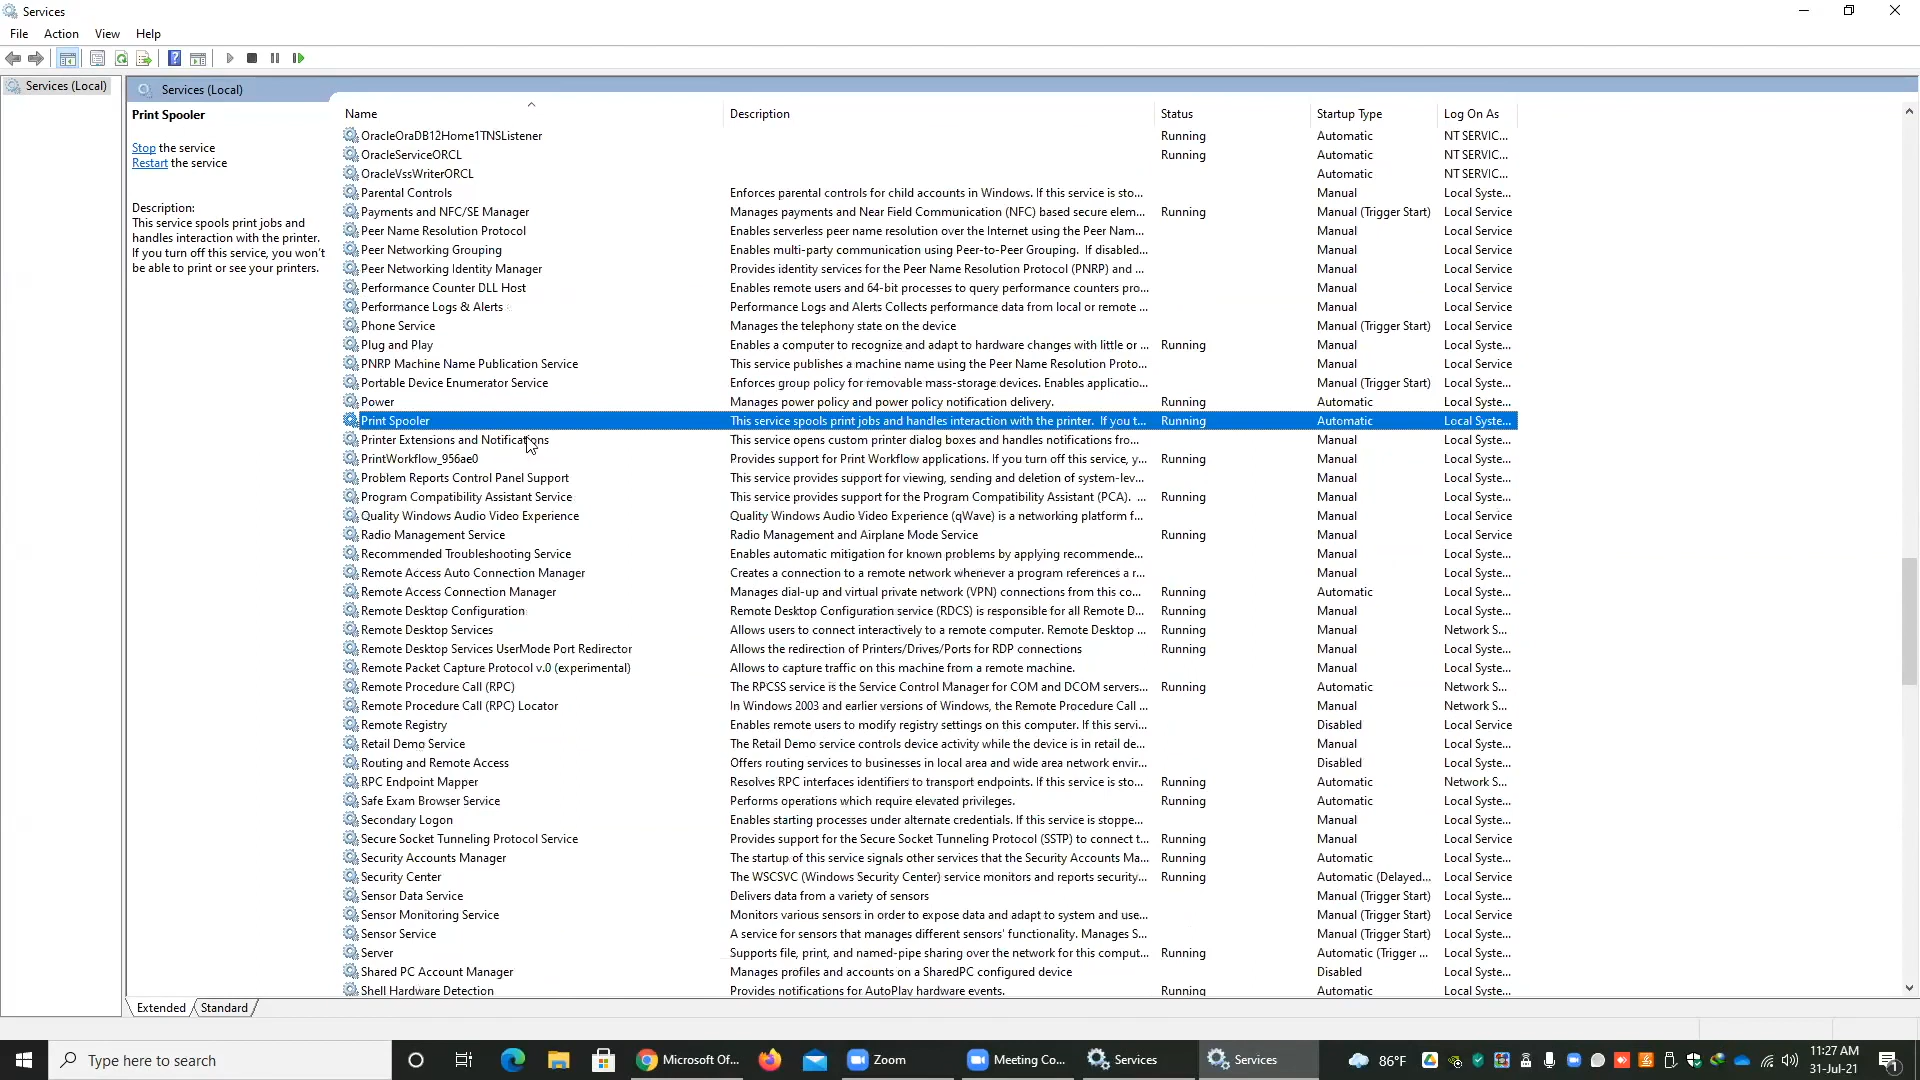 Services
File Action View Help
Services (Local)
Services (Local)
Print Spooler
Stop the service
Restart the service
Description:
This service spools print jobs and
handles interaction with the printer.
If you turn off this service, you won't
be able to print or see your printers.
Name Description Status Startup Type Log On As
OracleOraDB12Home1TNSListener Running Automatic NT SERVIC...
OracleServiceORCL Running Automatic NT SERVIC...
OracleVssWriterORCL Automatic NT SERVIC...
Parental Controls Enforces parental controls for child accounts in Windows. If this service is sto... Manual Local Syste...
Payments and NFC/SE Manager Manages payments and Near Field Communication (NFC) based secure elem... Running Manual (Trigger Start) Local Service
Peer Name Resolution Protocol Enables serverless peer name resolution over the Internet using the Peer Nam... Manual Local Service
Peer Networking Grouping Enables multi-party communication using Peer-to-Peer Grouping. If disabled... Manual Local Service
Peer Networking Identity Manager Provides identity services for the Peer Name Resolution Protocol (PNRP) and ... Manual Local Service
Performance Counter DLL Host Enables remote users and 64-bit processes to query performance counters pro... Manual Local Service
Performance Logs & Alerts Performance Logs and Alerts Collects performance data from local or remote ... Manual Local Service
Phone Service Manages the telephony state on the device Manual (Trigger Start) Local Service
Plug and Play Enables a computer to recognize and adapt to hardware changes with little or ... Running Manual Local Syste...
PNRP Machine Name Publication Service This service publishes a machine name using the Peer Name Resolution Proto... Manual Local Service
Portable Device Enumerator Service Enforces group policy for removable mass-storage devices. Enables applicatio... Manual (Trigger Start) Local Syste...
Power Manages power policy and power policy notification delivery. Running Automatic Local Syste...
Print Spooler This service spools print jobs and handles interaction with the printer. If you t... Running Automatic Local Syste...
Printer Extensions and Notifications This service opens custom printer dialog boxes and handles notifications fro... Manual Local Syste...
PrintWorkflow_956ae0 Provides support for Print Workflow applications. If you turn off this service, y... Running Manual Local Syste...
Problem Reports Control Panel Support This service provides support for viewing, sending and deletion of system-lev... Manual Local Syste...
Program Compatibility Assistant Service This service provides support for the Program Compatibility Assistant (PCA). ... Running Manual Local Syste...
Quality Windows Audio Video Experience Quality Windows Audio Video Experience (qWave) is a networking platform f... Manual Local Service
Radio Management Service Radio Management and Airplane Mode Service Running Manual Local Service
Recommended Troubleshooting Service Enables automatic mitigation for known problems by applying recommende... Manual Local Syste...
Remote Access Auto Connection Manager Creates a connection to a remote network whenever a program references a r... Manual Local Syste...
Remote Access Connection Manager Manages dial-up and virtual private network (VPN) connections from this co... Running Automatic Local Syste...
Remote Desktop Configuration Remote Desktop Configuration service (RDCS) is responsible for all Remote D... Running Manual Local Syste...
Remote Desktop Services Allows users to connect interactively to a remote computer. Remote Desktop ... Running Manual Network S...
Remote Desktop Services UserMode Port Redirector Allows the redirection of Printers/Drives/Ports for RDP connections Running Manual Local Syste...
Remote Packet Capture Protocol v.0 (experimental) Allows to capture traffic on this machine from a remote machine. Manual Local Syste...
Remote Procedure Call (RPC) The RPCSS service is the Service Control Manager for COM and DCOM servers... Running Automatic Network S...
Remote Procedure Call (RPC) Locator In Windows 2003 and earlier versions of Windows, the Remote Procedure Call ... Manual Network S...
Remote Registry Enables remote users to modify registry settings on this computer. If this servi... Disabled Local Service
Retail Demo Service The Retail Demo service controls device activity while the device is in retail de... Manual Local Syste...
Routing and Remote Access Offers routing services to businesses in local area and wide area network envir... Disabled Local Syste...
RPC Endpoint Mapper Resolves RPC interfaces identifiers to transport endpoints. If this service is sto... Running Automatic Network S...
Safe Exam Browser Service Performs operations which require elevated privileges. Running Automatic Local Syste...
Secondary Logon Enables starting processes under alternate credentials. If this service is stoppe... Manual Local Syste...
Secure Socket Tunneling Protocol Service Provides support for the Secure Socket Tunneling Protocol (SSTP) to connect t... Running Manual Local Service
Security Accounts Manager The startup of this service signals other services that the Security Accounts Ma... Running Automatic Local Syste...
Security Center The WSCSVC (Windows Security Center) service monitors and reports security... Running Automatic (Delayed... Local Service
Sensor Data Service Delivers data from a variety of sensors Manual (Trigger Start) Local Syste...
Sensor Monitoring Service Monitors various sensors in order to expose data and adapt to system and use... Manual (Trigger Start) Local Service
Sensor Service A service for sensors that manages different sensors' functionality. Manages S... Manual (Trigger Start) Local Syste...
Server Supports file, print, and named-pipe sharing over the network for this comput... Running Automatic (Trigger ... Local Syste...
Shared PC Account Manager Manages profiles and accounts on a SharedPC configured device Disabled Local Syste...
Shell Hardware Detection Provides notifications for AutoPlay hardware events. Running Automatic Local Syste...
Extended Standard
Type here to search Microsoft Of... Zoom Meeting Co... Services Services 86°F 11:27 AM
31-Jul-21